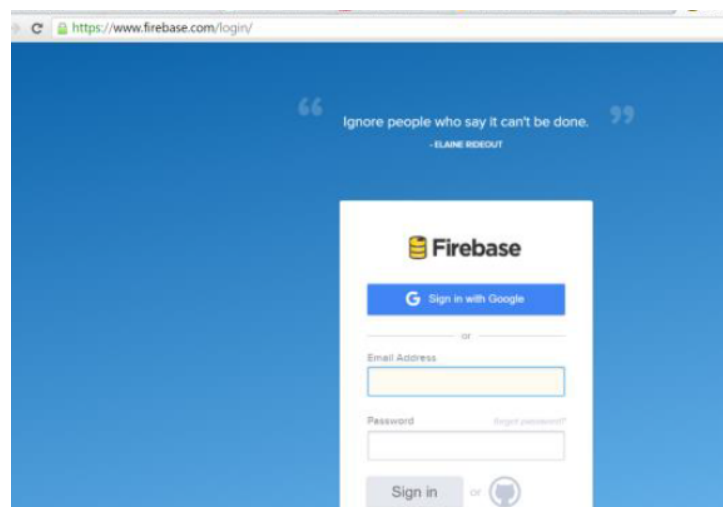 https://www.firebase.com/login/
“ Ignore people who say it can't be done. ”
- ELAINE RIDEOUT
Firebase
G Sign in with Google
or
Email Address
Password forgot password?
Sign in or